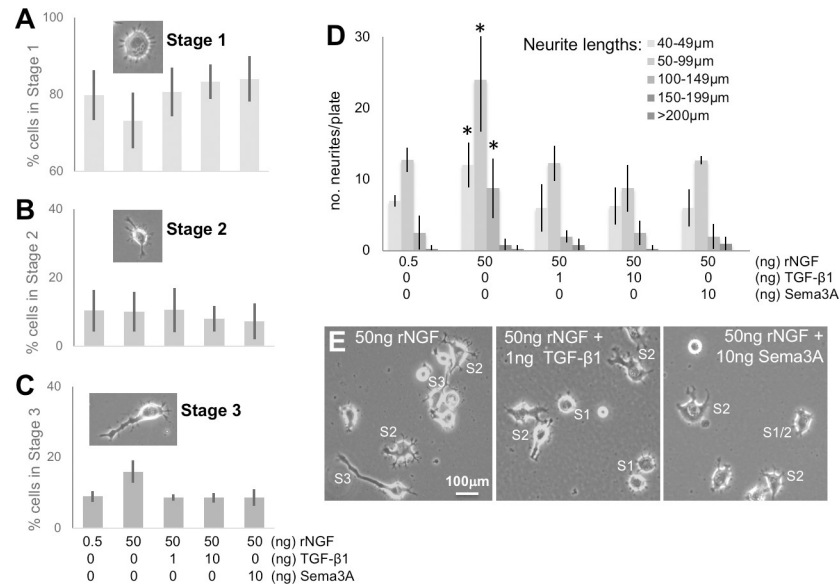 A
100
80
60
% cells in Stage 1
Stage 1
B
40
20
0
% cells in Stage 2
Stage 2
C
40
20
0
% cells in Stage 3
Stage 3
0.5 50 50 50 50 (ng) rNGF
0 0 1 10 0 (ng) TGF-β1
0 0 0 0 10 (ng) Sema3A
D
30
20
10
0
no. neurites/plate
* * *
Neurite lengths:
40-49μm
50-99μm
100-149μm
150-199μm
>200μm
0.5 50 50 50 50 (ng) rNGF
0 0 1 10 0 (ng) TGF-β1
0 0 0 0 10 (ng) Sema3A
E
50ng rNGF
S3
S2
S2
S3
100μm
50ng rNGF +
1ng TGF-β1
S2
S1
S2
S1
50ng rNGF +
10ng Sema3A
S2
S1/2
S2